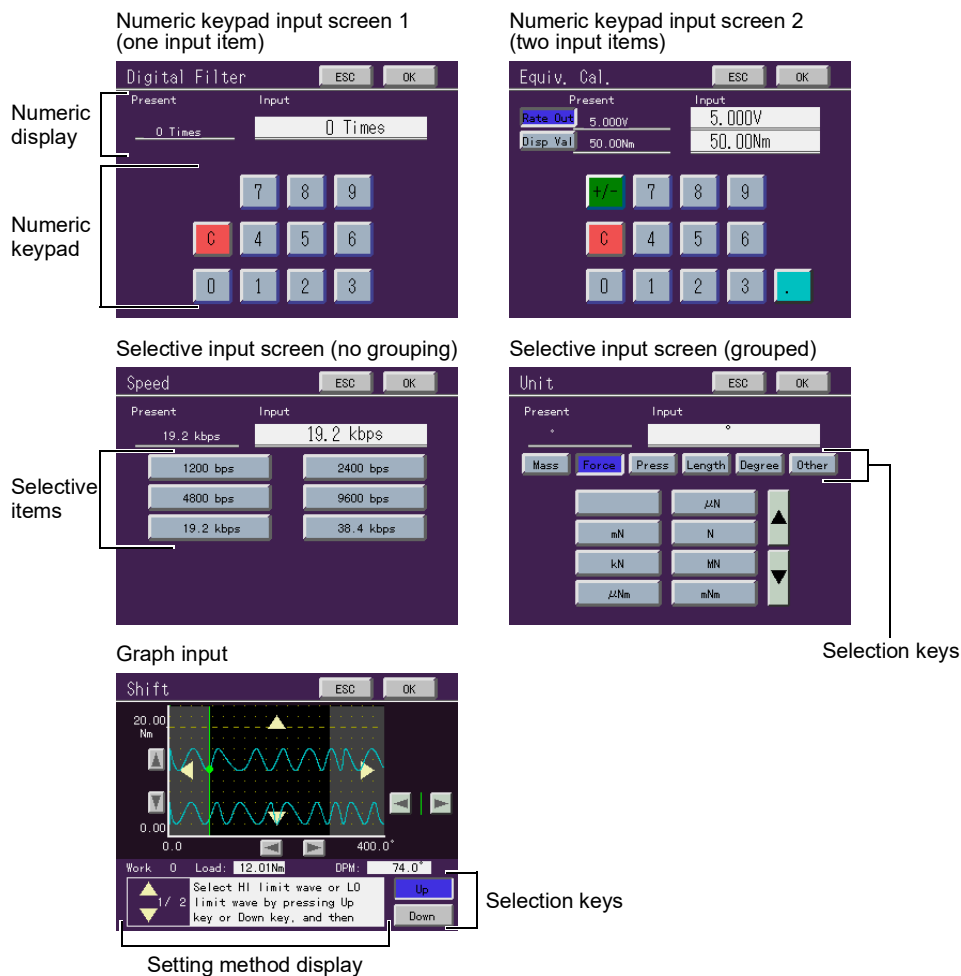 Numeric keypad input screen 1
(one input item)
Digital Filter ESC OK
Present Input
0 Times 0 Times
Numeric
display
7 8 9
C 4 5 6
0 1 2 3
Numeric
keypad
Numeric keypad input screen 2
(two input items)
Equiv. Cal. ESC OK
Present Input
Rate Out 5.000V 5.000V
Disp Val 50.00Nm 50.00Nm
+/- 7 8 9
C 4 5 6
0 1 2 3 .
Selective input screen (no grouping)
Speed ESC OK
Present Input
19.2 kbps 19.2 kbps
1200 bps 2400 bps
4800 bps 9600 bps
19.2 kbps 38.4 kbps
Selective
items
Selective input screen (grouped)
Unit ESC OK
Present Input
° °
Mass Force Press Length Degree Other
μN
mN N
kN MN
μNm mNm
Selection keys
Graph input
Shift ESC OK
20.00
Nm
0.00
0.0 400.0°
Work 0 Load: 12.01Nm DPM: 74.0°
1/ 2
Select HI limit wave or LO
limit wave by pressing Up
key or Down key, and then
Up
Down
Selection keys
Setting method display